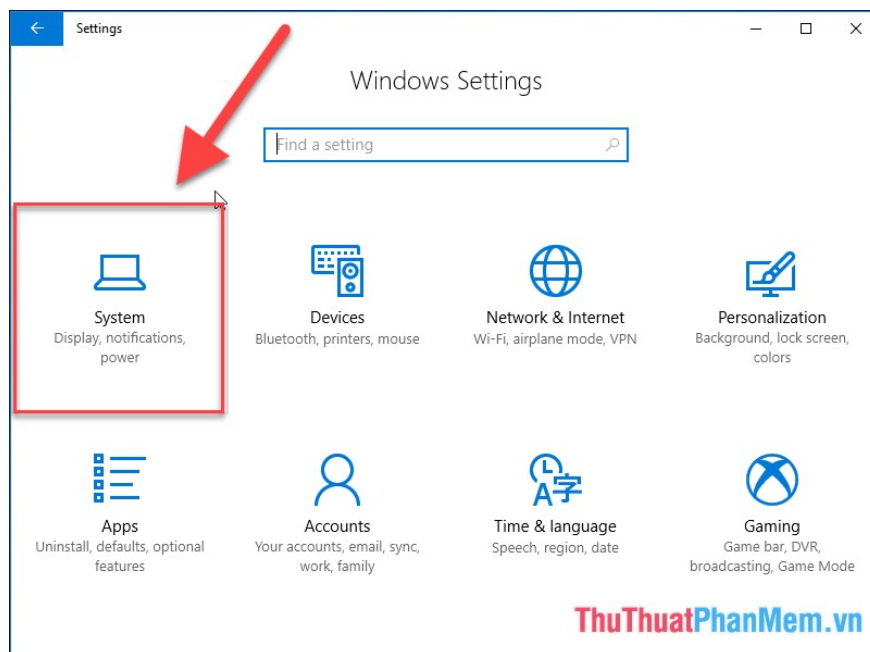 Settings
Windows Settings
Find a setting
System
Display, notifications,
power
Devices
Bluetooth, printers, mouse
Network & Internet
Wi-Fi, airplane mode, VPN
Personalization
Background, lock screen,
colors
Apps
Uninstall, defaults, optional
features
Accounts
Your accounts, email, sync,
work, family
Time & language
Speech, region, date
Gaming
Game bar, DVR,
broadcasting, Game Mode
ThuThuatPhanMem.vn